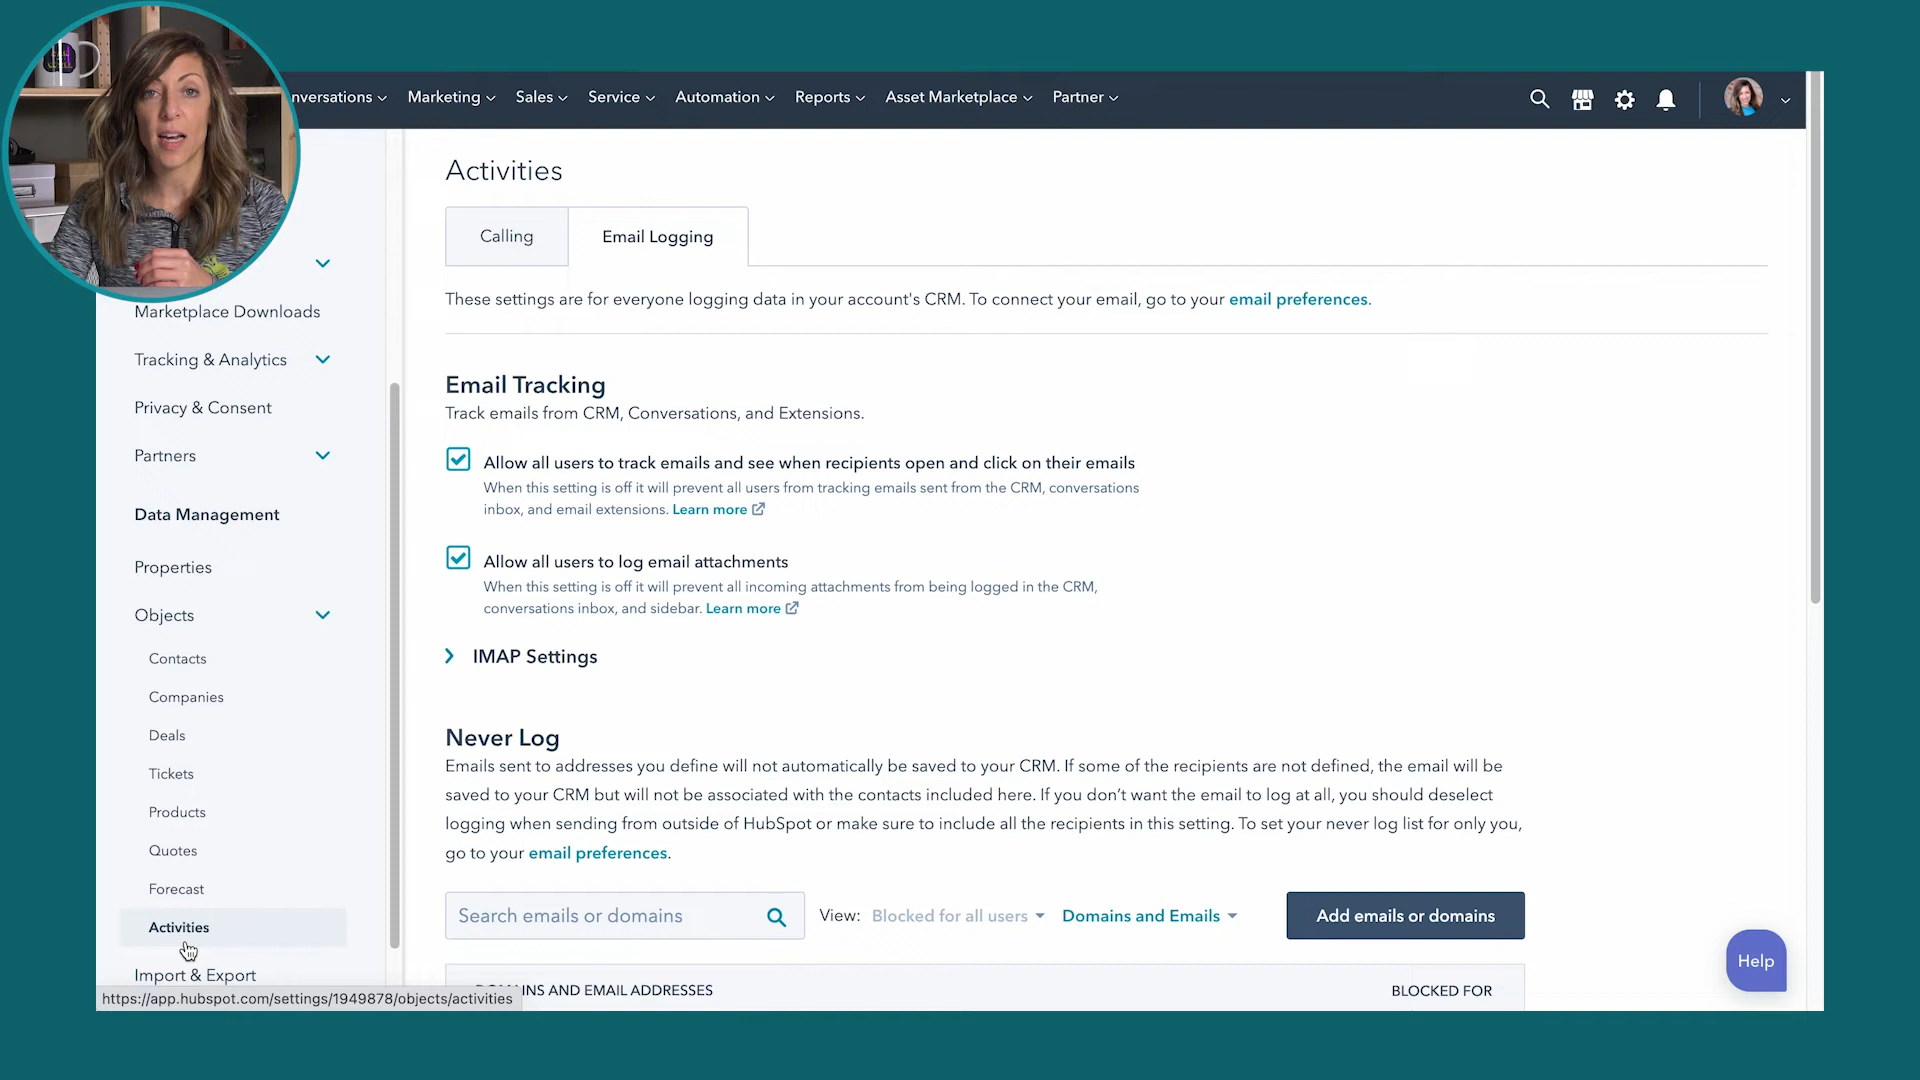 nversations
Marketing
Sales
Service
Automation
Reports
Asset Marketplace
Partner
Marketplace Downloads
Tracking & Analytics
Privacy & Consent
Partners
Data Management
Properties
Objects
Contacts
Companies
Deals
Tickets
Products
Quotes
Forecast
Activities
Import & Export
https://app.hubspot.com/settings/1949878/objects/activities
Activities
Calling
Email Logging
These settings are for everyone logging data in your account's CRM. To connect your email, go to your email preferences.
Email Tracking
Track emails from CRM, Conversations, and Extensions.
Allow all users to track emails and see when recipients open and click on their emails
When this setting is off it will prevent all users from tracking emails sent from the CRM, conversations
inbox, and email extensions. Learn more
Allow all users to log email attachments
When this setting is off it will prevent all incoming attachments from being logged in the CRM,
conversations inbox, and sidebar. Learn more
IMAP Settings
Never Log
Emails sent to addresses you define will not automatically be saved to your CRM. If some of the recipients are not defined, the email will be
saved to your CRM but will not be associated with the contacts included here. If you don't want the email to log at all, you should deselect
logging when sending from outside of HubSpot or make sure to include all the recipients in this setting. To set your never log list for only you,
go to your email preferences.
Search emails or domains
View: Blocked for all users
Domains and Emails
Add emails or domains
INS AND EMAIL ADDRESSES
BLOCKED FOR
Help